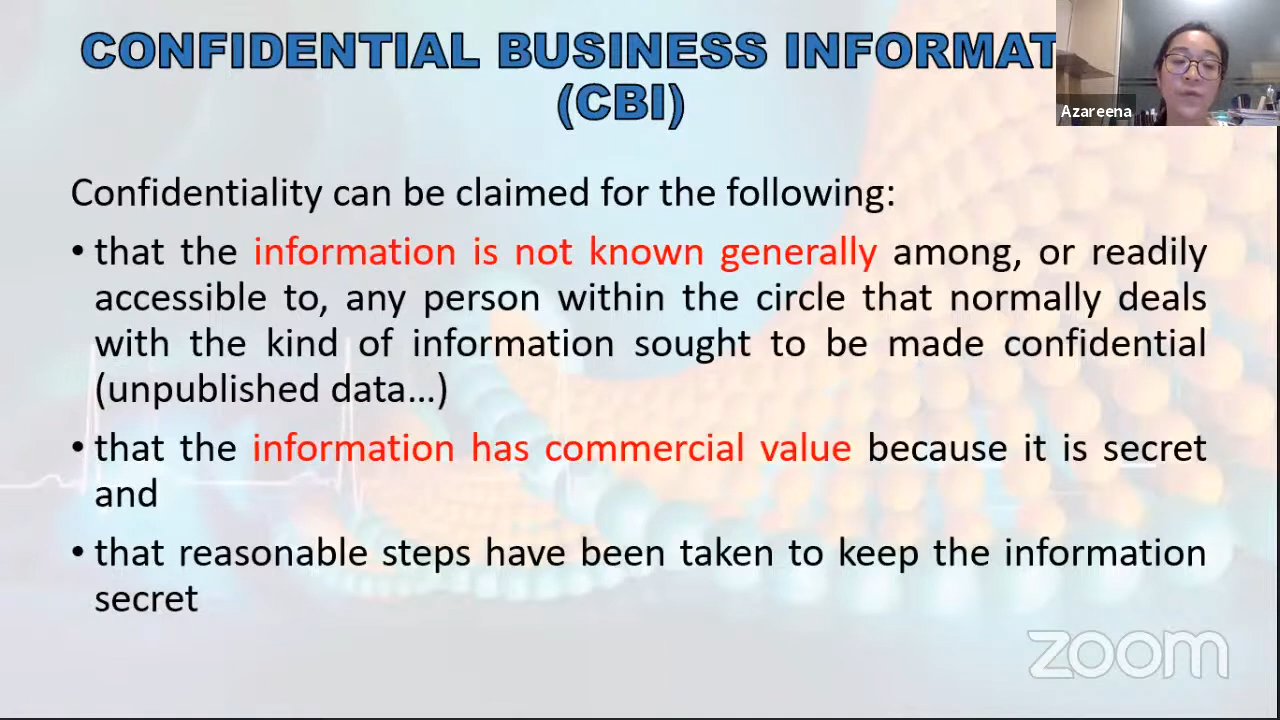 CONFIDENTIAL BUSINESS INFORMAT
(CBI)
Azareena
Confidentiality can be claimed for the following:
• that the information is not known generally among, or readily
accessible to, any person within the circle that normally deals
with the kind of information sought to be made confidential
(unpublished data...)
• that the information has commercial value because it is secret
and
• that reasonable steps have been taken to keep the information
secret
zoom